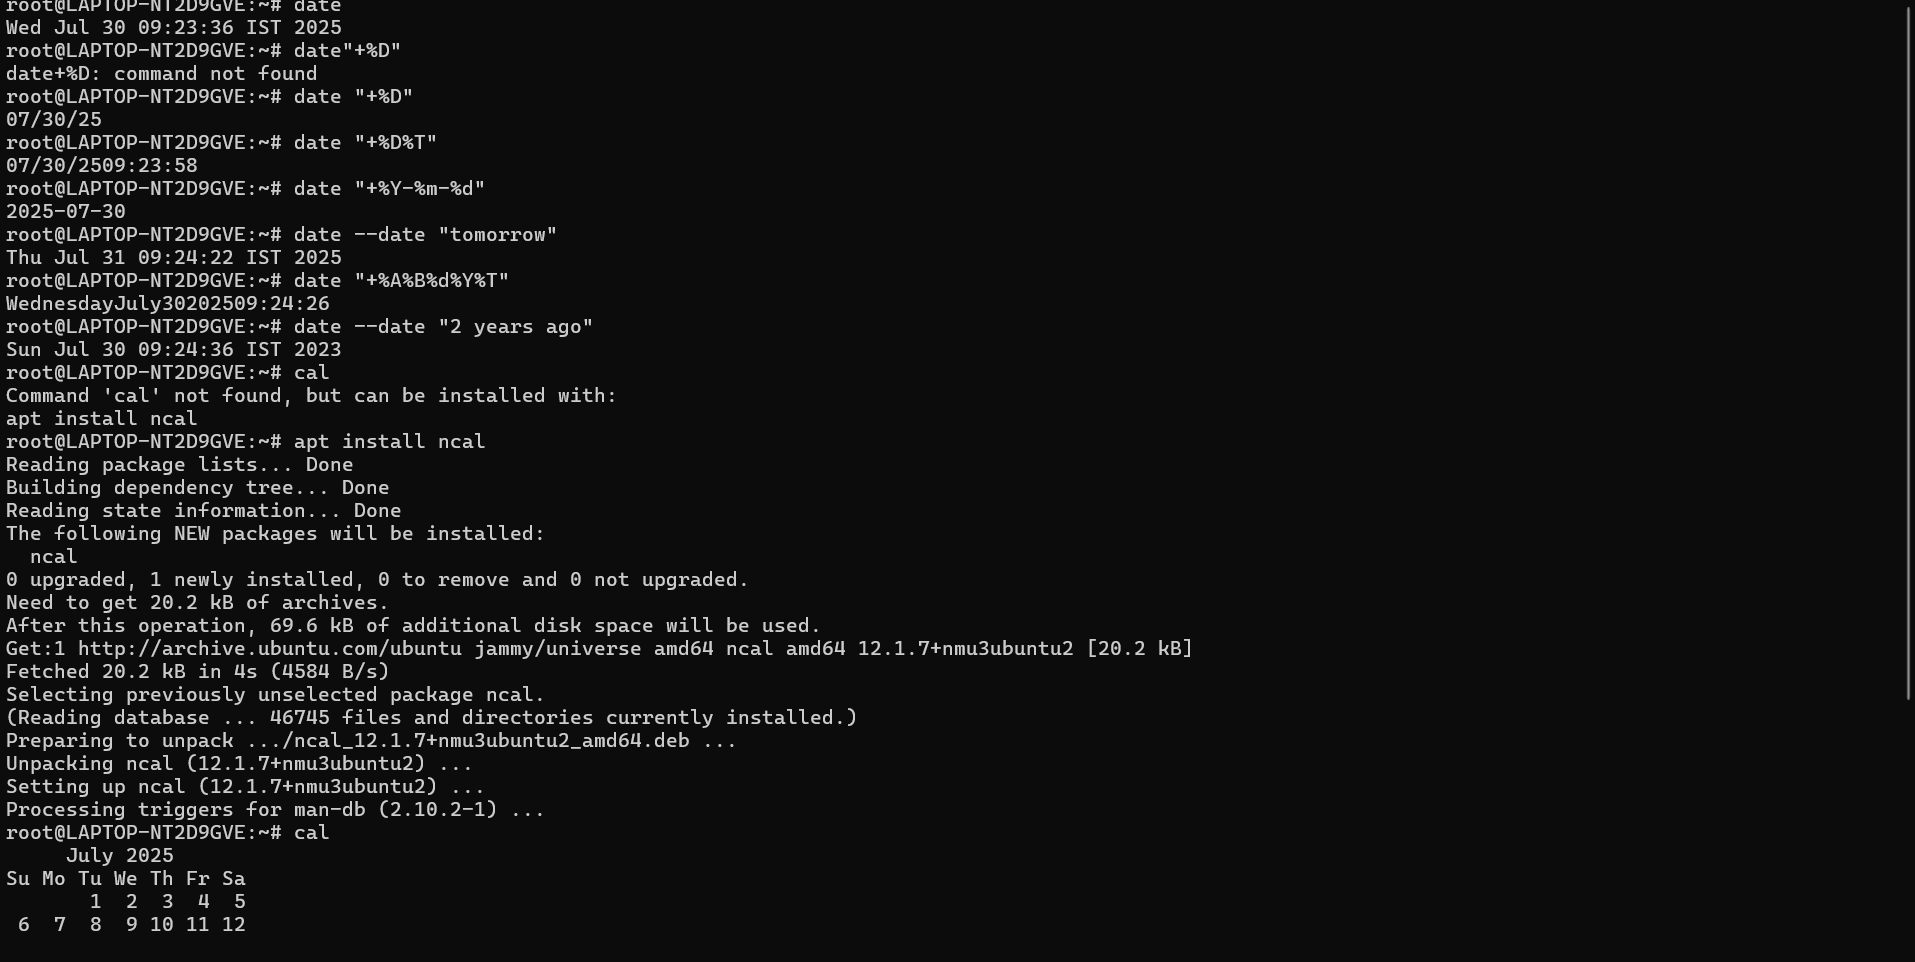 root@LAPTOP-NT2D9GVE:~# date
Wed Jul 30 09:23:36 IST 2025
root@LAPTOP-NT2D9GVE:~# date"+%D"
date+%D: command not found
root@LAPTOP-NT2D9GVE:~# date "+%D"
07/30/25
root@LAPTOP-NT2D9GVE:~# date "+%D%T"
07/30/2509:23:58
root@LAPTOP-NT2D9GVE:~# date "+%Y-%m-%d"
2025-07-30
root@LAPTOP-NT2D9GVE:~# date --date "tomorrow"
Thu Jul 31 09:24:22 IST 2025
root@LAPTOP-NT2D9GVE:~# date "+%A%B%d%Y%T"
WednesdayJuly30202509:24:26
root@LAPTOP-NT2D9GVE:~# date --date "2 years ago"
Sun Jul 30 09:24:36 IST 2023
root@LAPTOP-NT2D9GVE:~# cal
Command 'cal' not found, but can be installed with:
apt install ncal
root@LAPTOP-NT2D9GVE:~# apt install ncal
Reading package lists... Done
Building dependency tree... Done
Reading state information... Done
The following NEW packages will be installed:
  ncal
0 upgraded, 1 newly installed, 0 to remove and 0 not upgraded.
Need to get 20.2 kB of archives.
After this operation, 69.6 kB of additional disk space will be used.
Get:1 http://archive.ubuntu.com/ubuntu jammy/universe amd64 ncal amd64 12.1.7+nmu3ubuntu2 [20.2 kB]
Fetched 20.2 kB in 4s (4584 B/s)
Selecting previously unselected package ncal.
(Reading database ... 46745 files and directories currently installed.)
Preparing to unpack .../ncal_12.1.7+nmu3ubuntu2_amd64.deb ...
Unpacking ncal (12.1.7+nmu3ubuntu2) ...
Setting up ncal (12.1.7+nmu3ubuntu2) ...
Processing triggers for man-db (2.10.2-1) ...
root@LAPTOP-NT2D9GVE:~# cal
     July 2025
Su Mo Tu We Th Fr Sa
       1  2  3  4  5
 6  7  8  9 10 11 12